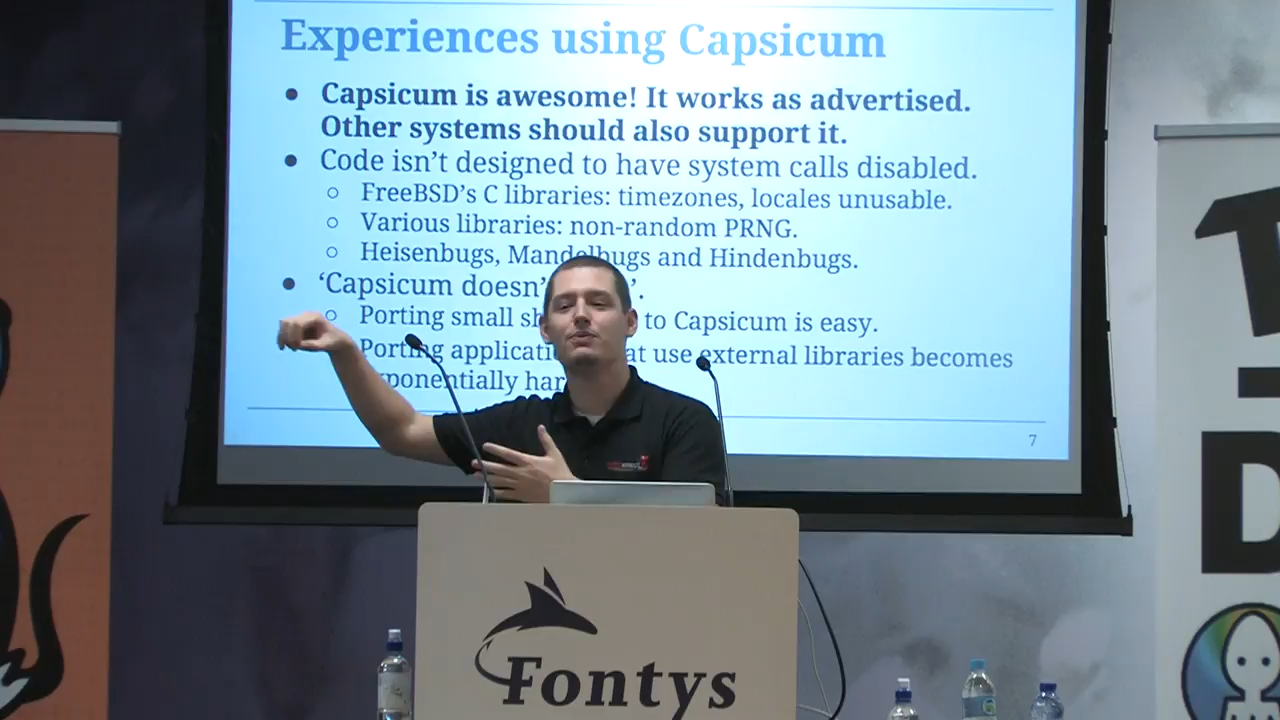 Experiences using Capsicum
Capsicum is awesome! It works as advertised.
Other systems should also support it.
Code isn't designed to have system calls disabled.
FreeBSD's C libraries: timezones, locales unusable.
Various libraries: non-random PRNG.
Heisenbugs, Mandelbugs and Hindenbugs.
‘Capsicum doesn’ ’.
Porting small to Capsicum is easy.
Porting use external libraries becomes
7
Fontys
T
D